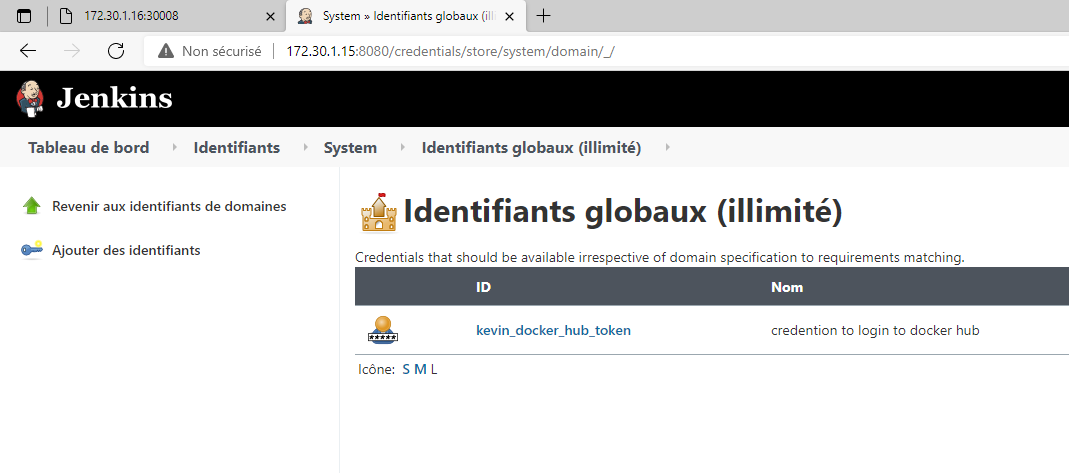 172.30.1.16:30008
System » Identifiants globaux (illi
Non sécurisé
172.30.1.15:8080/credentials/store/system/domain/_/
Jenkins
Tableau de bord
Identifiants
System
Identifiants globaux (illimité)
Revenir aux identifiants de domaines
Ajouter des identifiants
Identifiants globaux (illimité)
Credentials that should be available irrespective of domain specification to requirements matching.
ID Nom
kevin_docker_hub_token credention to login to docker hub
Icône: S M L